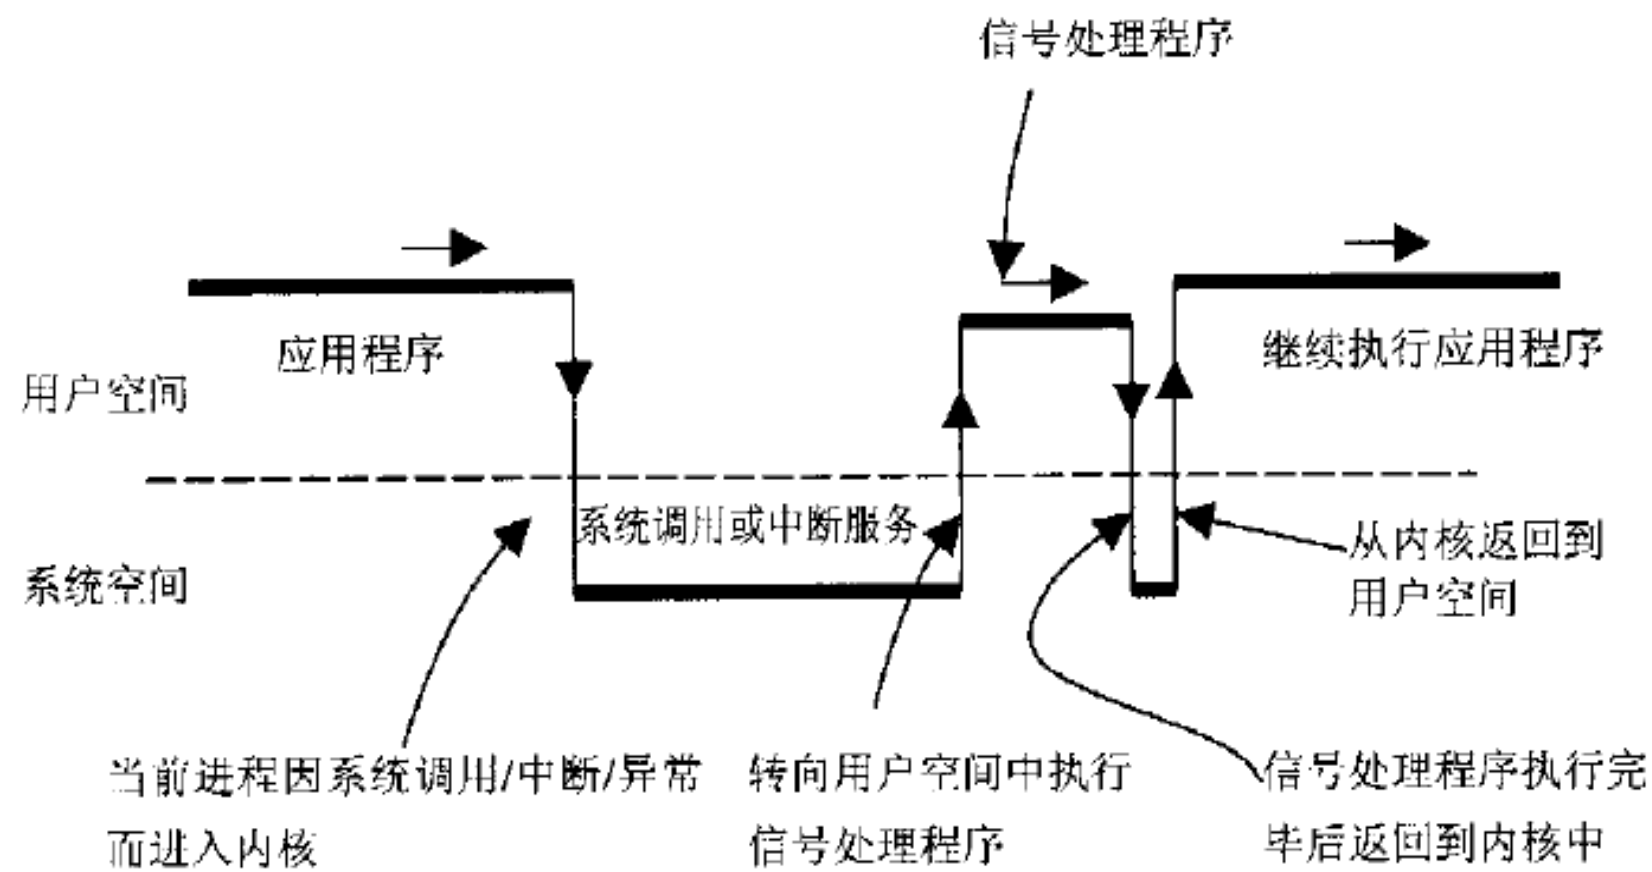 信号处理程序
应用程序
继续执行应用程序
用户空间
系统调用或中断服务
系统空间
从内核返回到
用户空间
当前进程因系统调用/中断/异常
而进入内核
转向用户空间中执行
信号处理程序
信号处理程序执行完
毕后返回到内核中